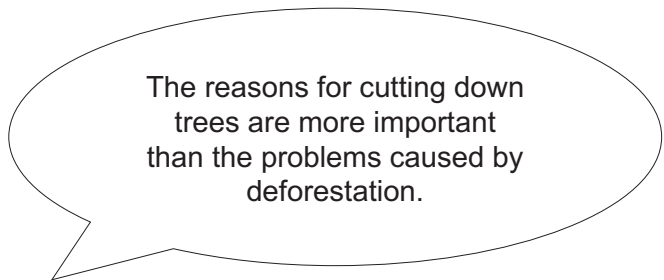 The reasons for cutting down
trees are more important
than the problems caused by
deforestation.